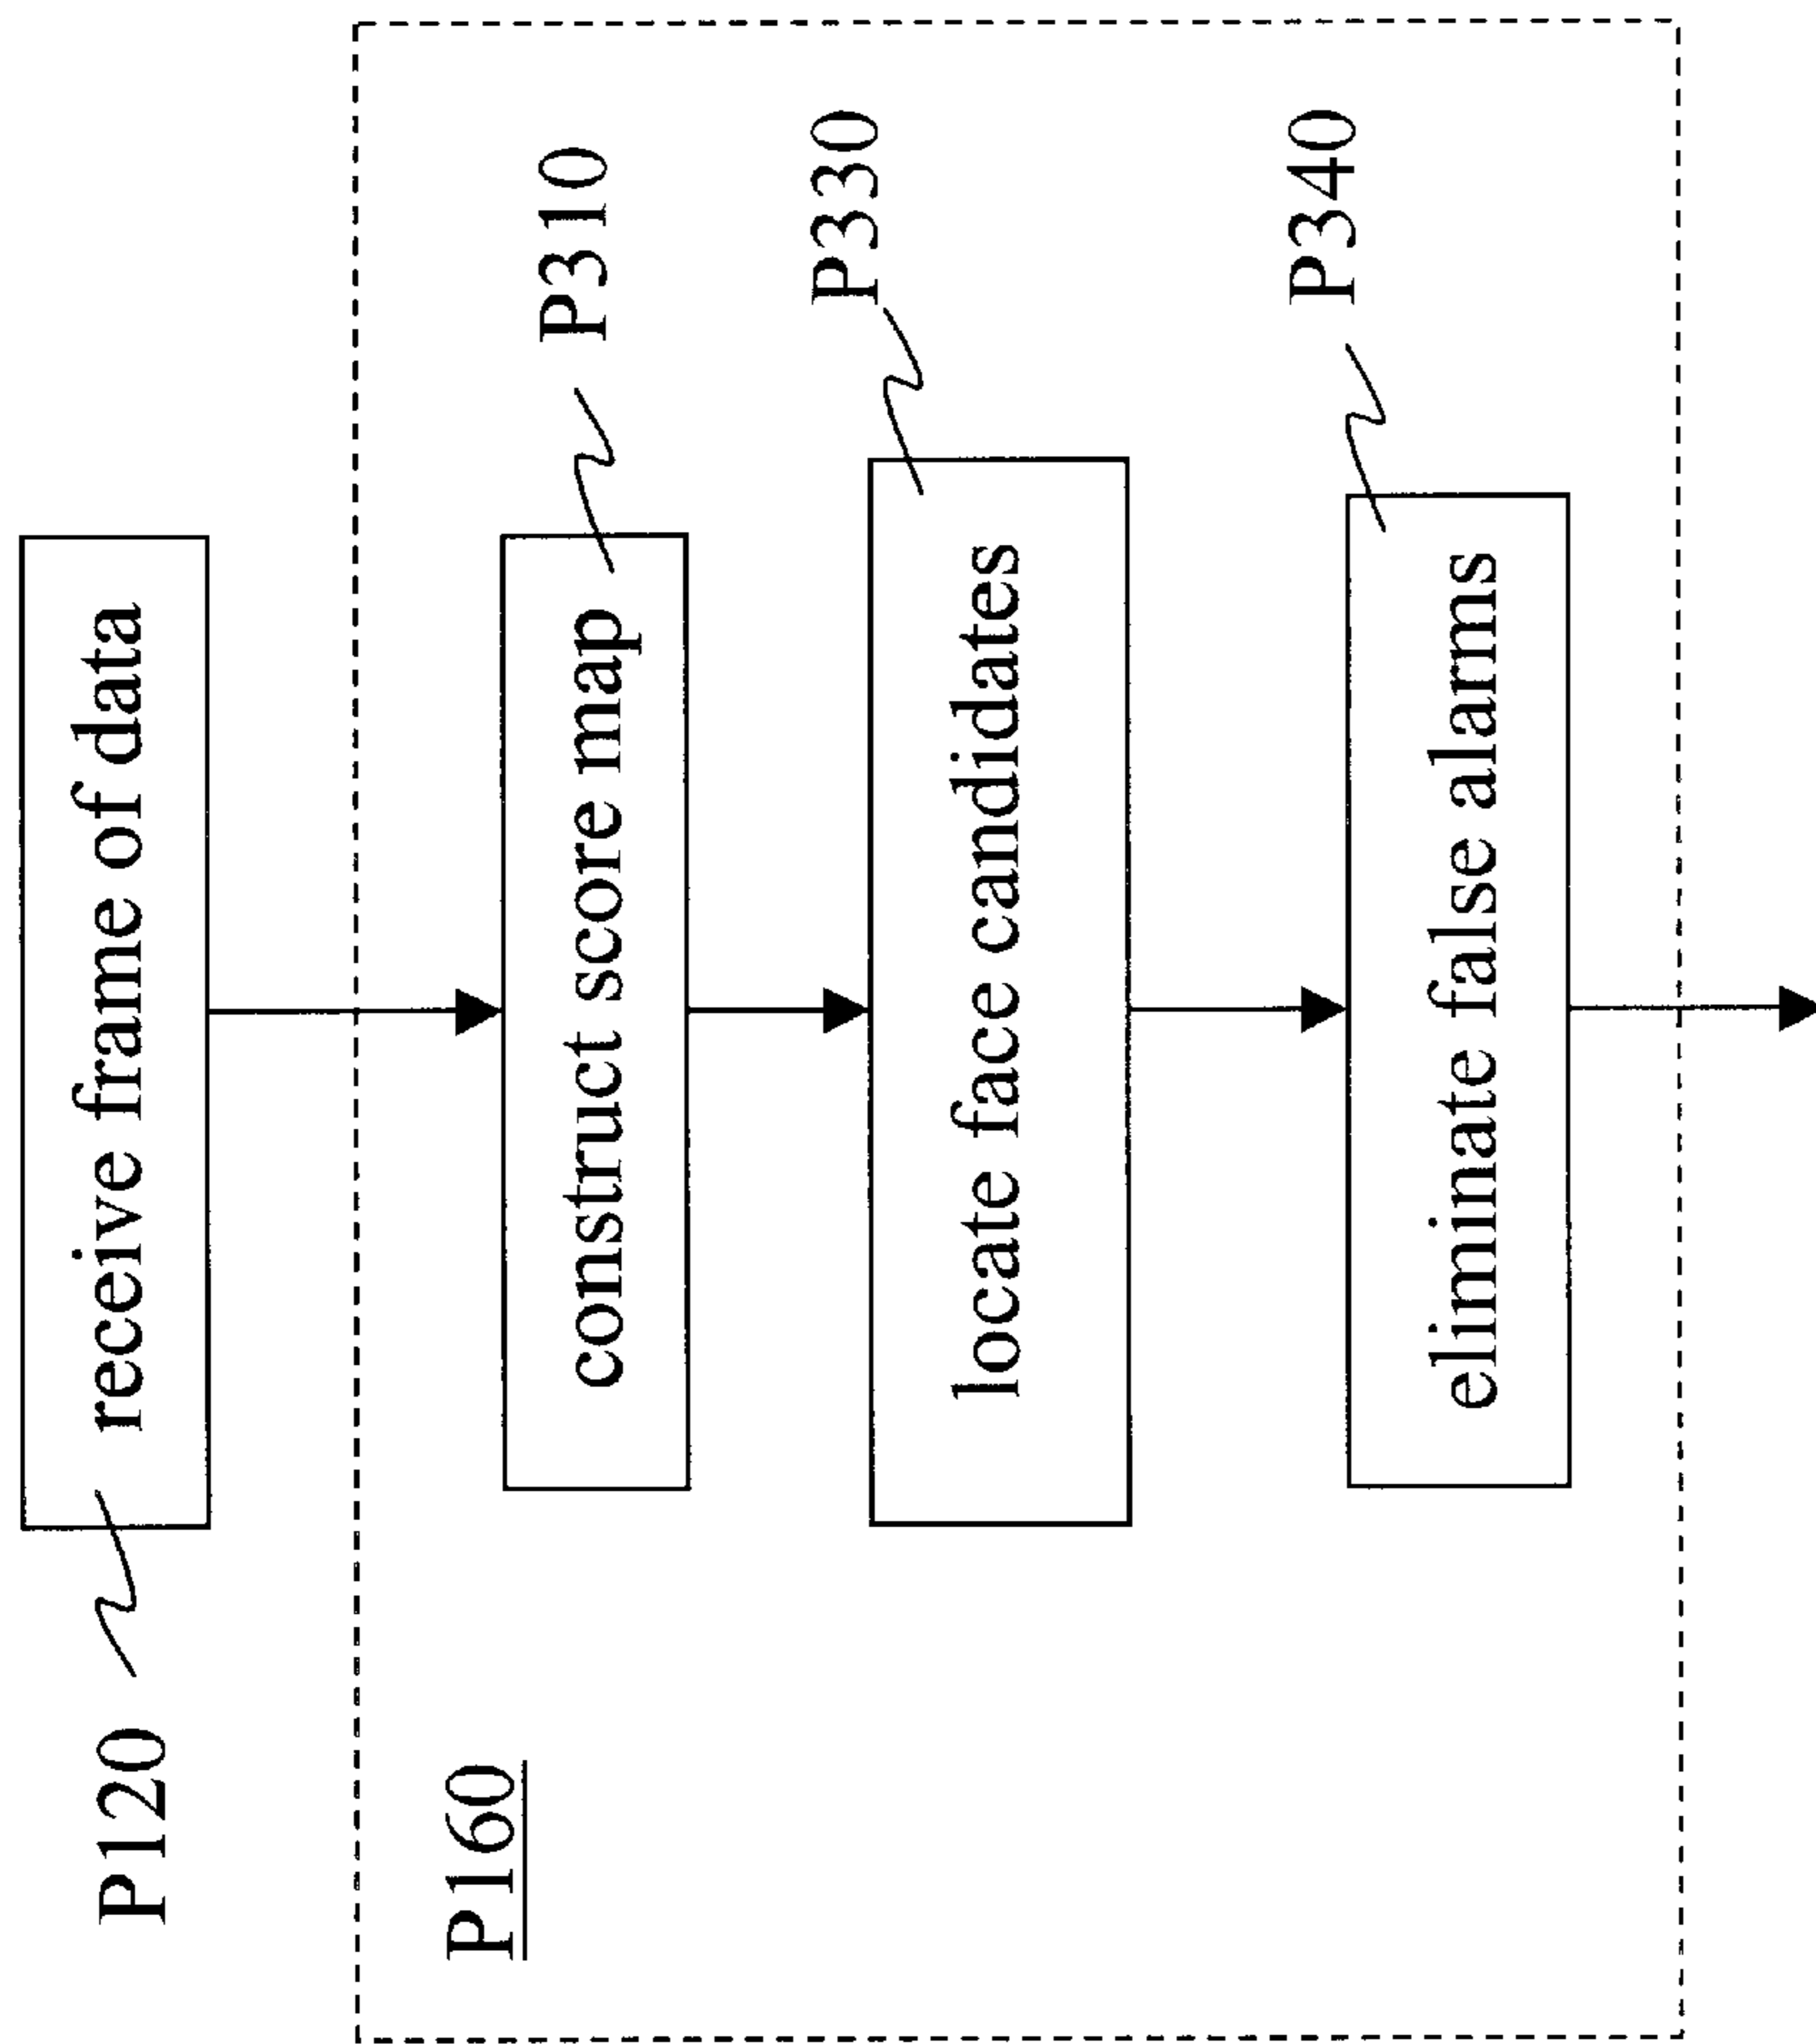 P120
receive frame of data
P160
construct score map
P310
locate face candidates
P330
eliminate false alarms
P340